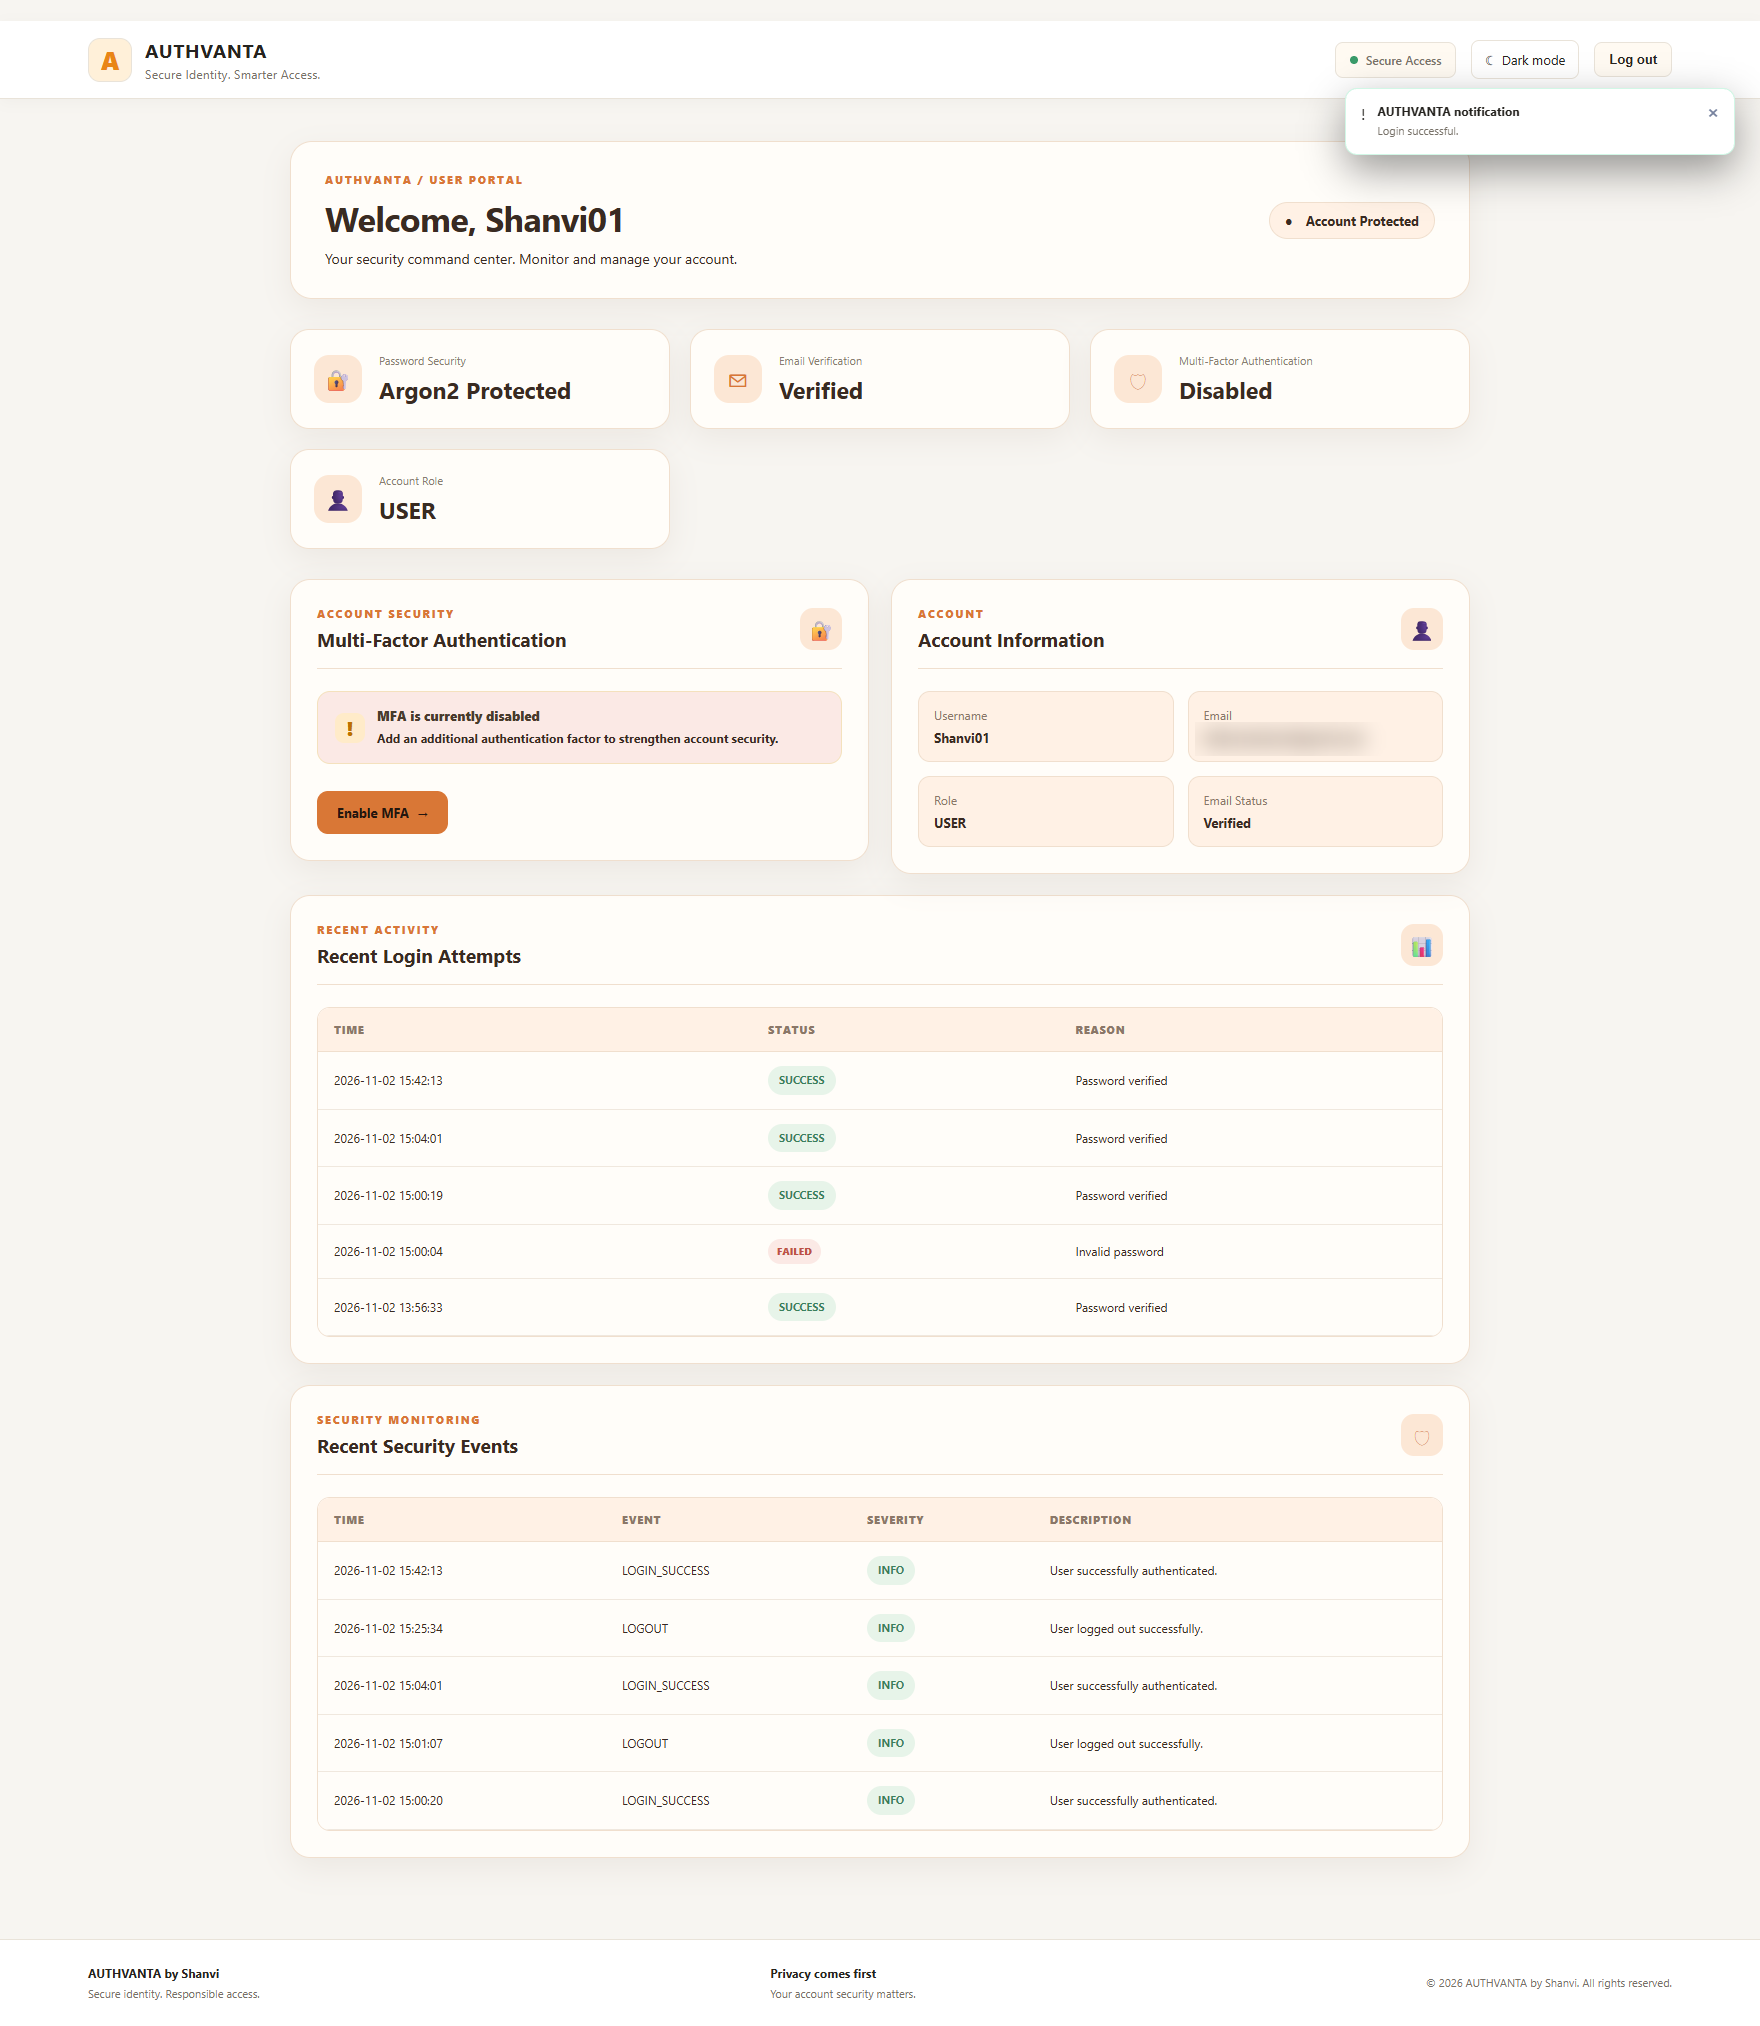 A
AUTHVANTA
Secure Identity. Smarter Access.
Secure Access
Dark mode
Log out
!
AUTHVANTA notification
Login successful.
×
AUTHVANTA / USER PORTAL
Welcome, Shanvi01
Your security command center. Monitor and manage your account.
Account Protected
Password Security
Argon2 Protected
Email Verification
Verified
Multi-Factor Authentication
Disabled
Account Role
USER
ACCOUNT SECURITY
Multi-Factor Authentication
!
MFA is currently disabled
Add an additional authentication factor to strengthen account security.
Enable MFA →
ACCOUNT
Account Information
Username
Shanvi01
Email
Role
USER
Email Status
Verified
RECENT ACTIVITY
Recent Login Attempts
TIME STATUS REASON
2026-11-02 15:42:13 SUCCESS Password verified
2026-11-02 15:04:01 SUCCESS Password verified
2026-11-02 15:00:19 SUCCESS Password verified
2026-11-02 15:00:04 FAILED Invalid password
2026-11-02 13:56:33 SUCCESS Password verified
SECURITY MONITORING
Recent Security Events
TIME EVENT SEVERITY DESCRIPTION
2026-11-02 15:42:13 LOGIN_SUCCESS INFO User successfully authenticated.
2026-11-02 15:25:34 LOGOUT INFO User logged out successfully.
2026-11-02 15:04:01 LOGIN_SUCCESS INFO User successfully authenticated.
2026-11-02 15:01:07 LOGOUT INFO User logged out successfully.
2026-11-02 15:00:20 LOGIN_SUCCESS INFO User successfully authenticated.
AUTHVANTA by Shanvi
Secure identity. Responsible access.
Privacy comes first
Your account security matters.
© 2026 AUTHVANTA by Shanvi. All rights reserved.